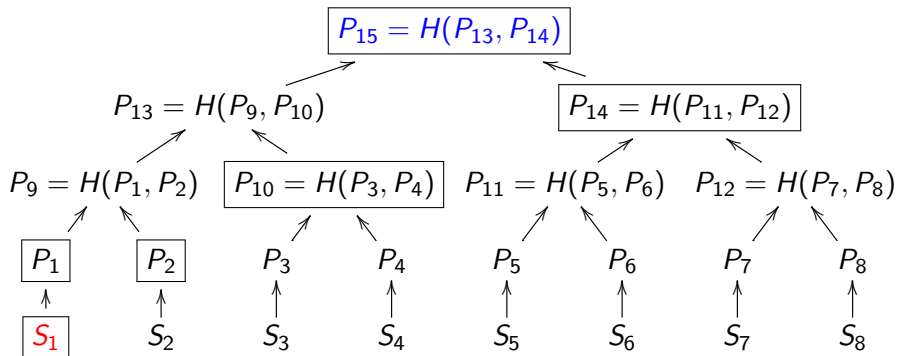 P₁₅ = H(P₁₃, P₁₄)
P₁₃ = H(P₉, P₁₀) P₁₄ = H(P₁₁, P₁₂)
P₉ = H(P₁, P₂) P₁₀ = H(P₃, P₄) P₁₁ = H(P₅, P₆) P₁₂ = H(P₇, P₈)
P₁ P₂ P₃ P₄ P₅ P₆ P₇ P₈
S₁ S₂ S₃ S₄ S₅ S₆ S₇ S₈